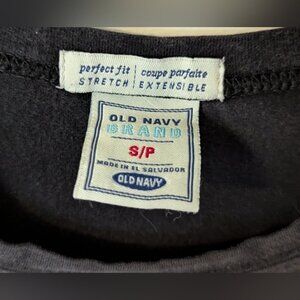 perfect fit | coupe parfaite
STRETCH | EXTENSIBLE
OLD NAVY
BRAND
S/P
MADE IN EL SALVADOR
OLD NAVY